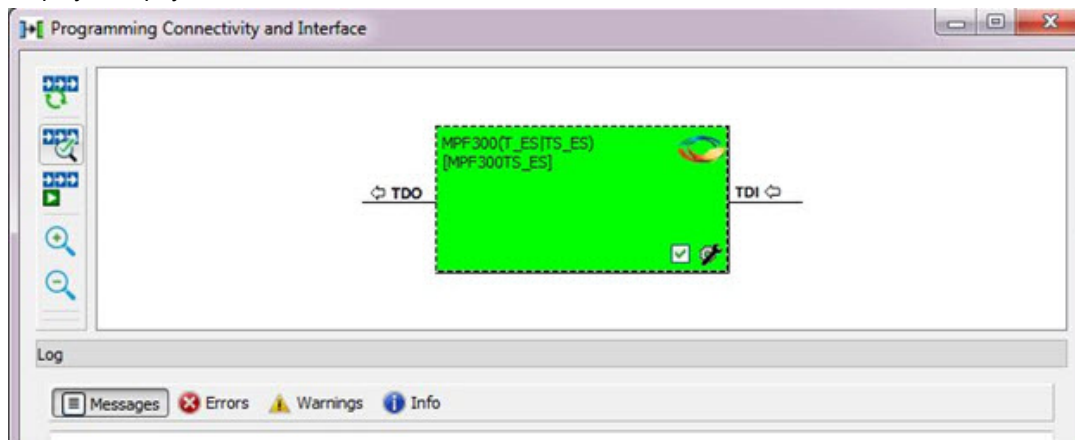 Programming Connectivity and Interface
MPF300(T_ES|TS_ES)
[MPF300TS_ES]
TDO
TDI
Log
Messages Errors Warnings Info